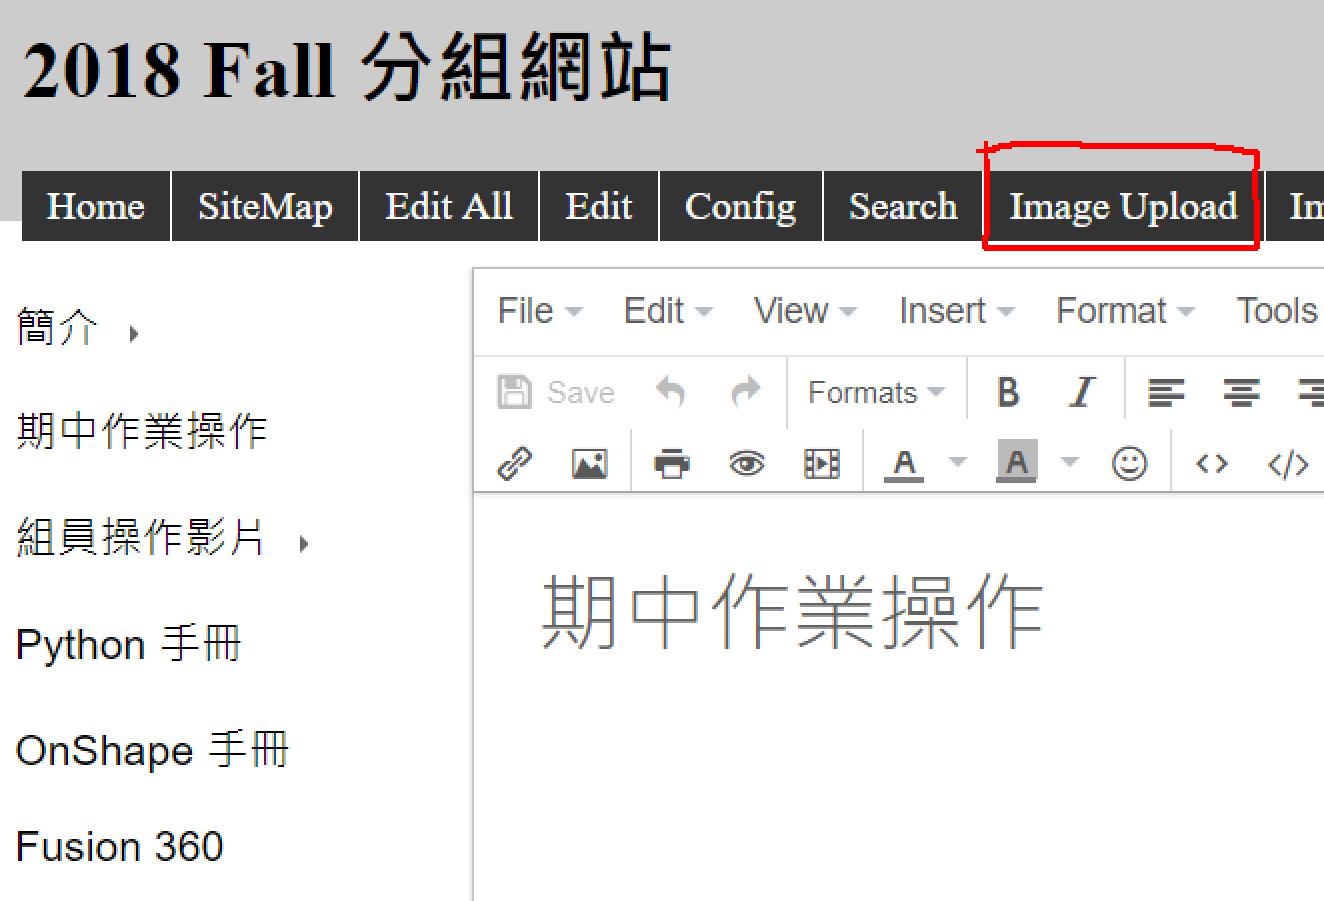 2018 Fall 分組網站
Home SiteMap Edit All Edit Config Search Image Upload
簡介
期中作業操作
組員操作影片
Python 手冊
OnShape 手冊
Fusion 360
File Edit View Insert Format Tools
Save Formats B I
A A
期中作業操作